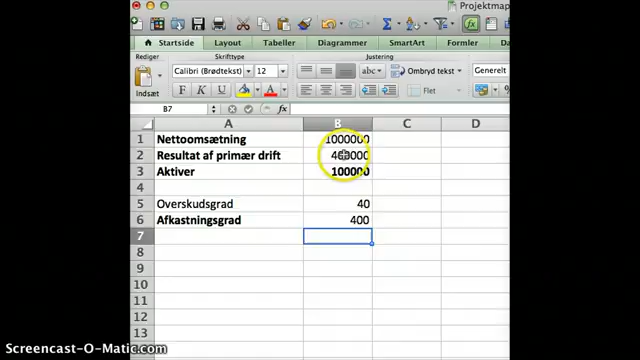 Projektmap
Startside Layout Tabeller Diagrammer SmartArt Formler
Rediger Skrifttype Justering
Indsæt Calibri (Brødtekst) 12 abc Ombryd tekst Generelt
F K U A Flet
B7 fx
A B C D
1 Nettoomsætning 1000000
2 Resultat af primær drift 400000
3 Aktiver 100000
4
5 Overskudsgrad 40
6 Afkastningsgrad 400
7
8
9
10
11
12
13
Screencast-O-Matic.com